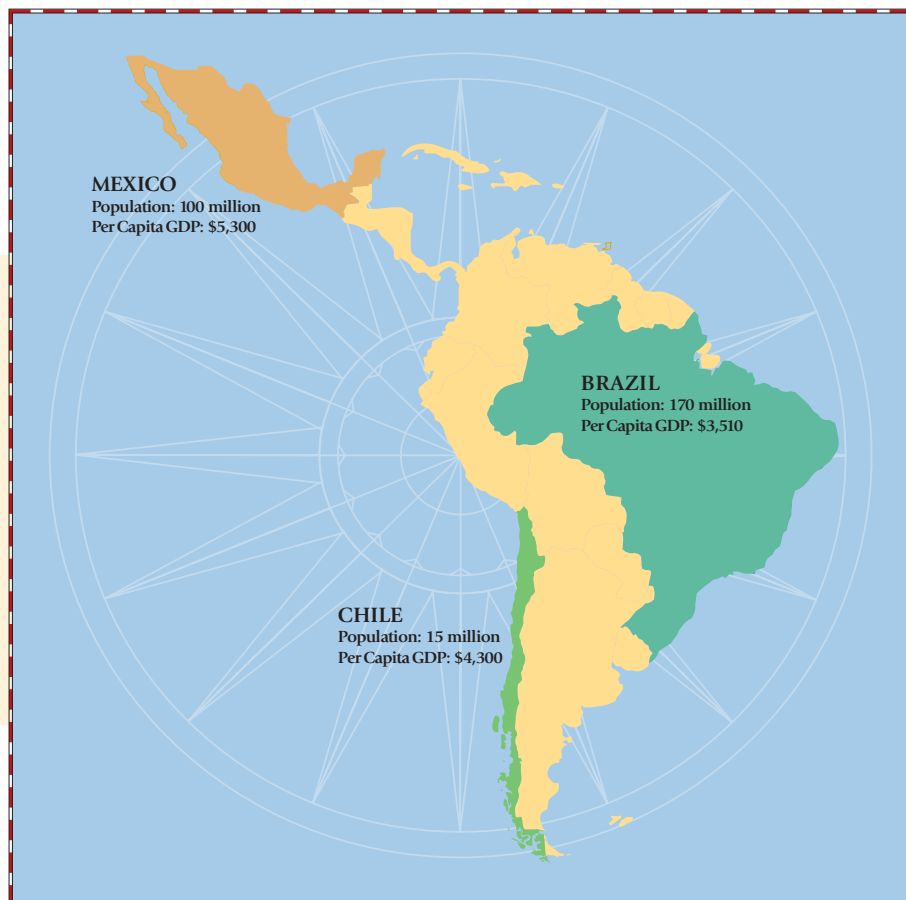 MEXICO
Population: 100 million
Per Capita GDP: $5,300
BRAZIL
Population: 170 million
Per Capita GDP: $3,510
CHILE
Population: 15 million
Per Capita GDP: $4,300